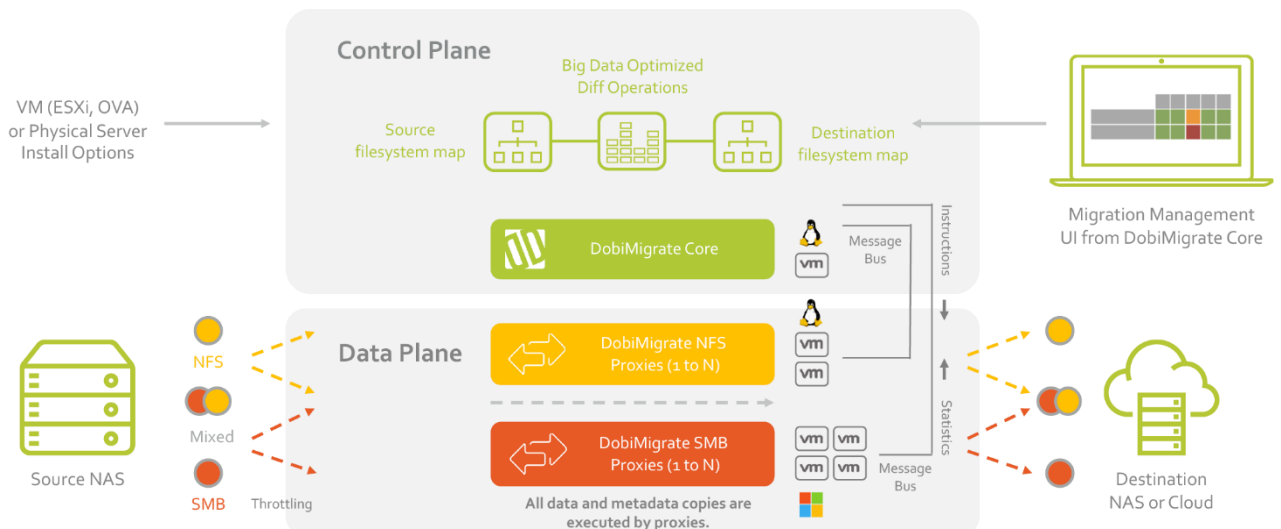 Control Plane
Big Data Optimized
Diff Operations
VM (ESXi, OVA)
or Physical Server
Install Options
Source
filesystem map
Destination
filesystem map
Migration Management
UI from DobiMigrate Core
DobiMigrate Core
vm
Message
Bus
Instructions
Data Plane
DobiMigrate NFS
Proxies (1 to N)
vm
vm
NFS
Mixed
SMB
Throttling
Source NAS
DobiMigrate SMB
Proxies (1 to N)
vm vm
vm vm
Message
Bus
Statistics
All data and metadata copies are
executed by proxies.
Destination
NAS or Cloud